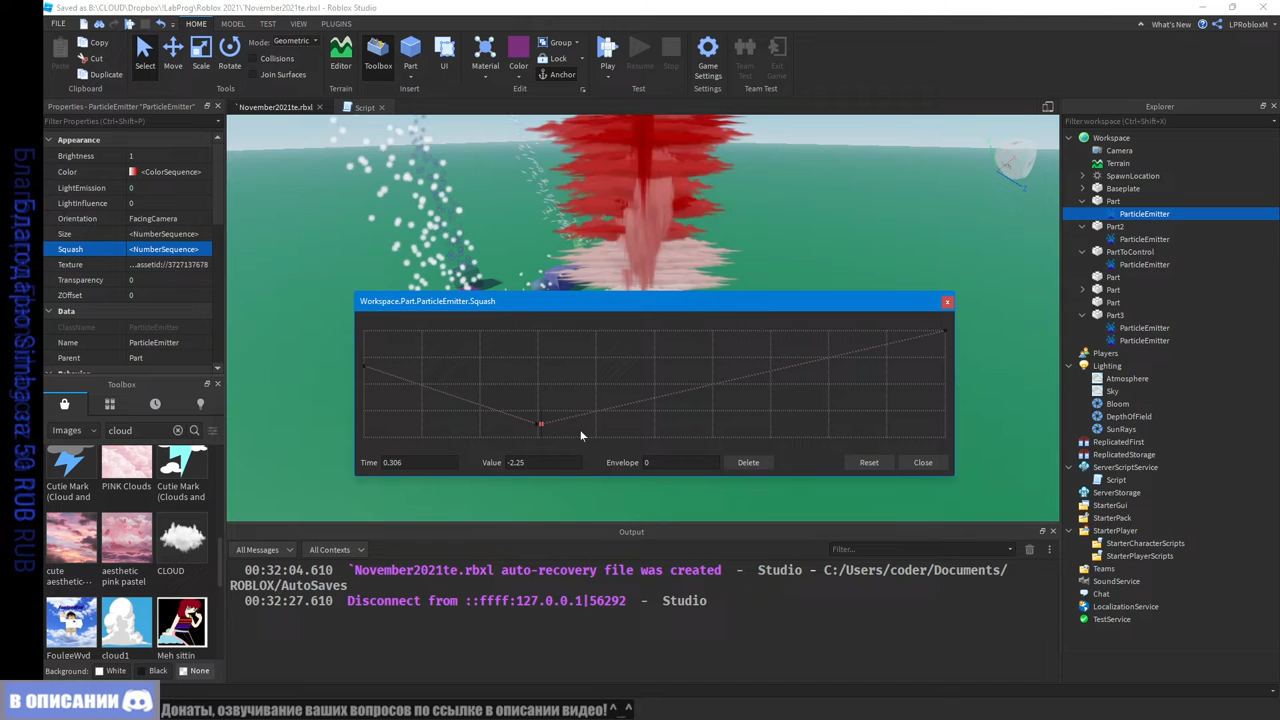 Saved as B:\CLOUD\Dropbox\!LabProg\Roblox 2021\`November2021te.rbxl - Roblox Studio
FILE HOME MODEL TEST VIEW PLUGINS What's New LPRobloxM
Paste Copy Cut Duplicate Select Move Scale Rotate Mode: Geometric Collisions Join Surfaces Editor Toolbox Part UI Material Color Group Lock Anchor Play Resume Stop Game Settings Team Test Exit Game
Clipboard Tools Terrain Insert Edit Test Settings Team Test
Properties - ParticleEmitter "ParticleEmitter"
Filter Properties (Ctrl+Shift+P)
Appearance
Brightness 1
Color <ColorSequence>
LightEmission 0
LightInfluence 0
Orientation FacingCamera
Size <NumberSequence>
Squash <NumberSequence>
Texture ...assetid://3727137678
Transparency 0
ZOffset 0
Data
ClassName ParticleEmitter
Name ParticleEmitter
Parent Part
Toolbox
Images cloud
Cutie Mark (Cloud and
PINK Clouds
Cutie Mark (Cloud and
cute aesthetic...
aesthetic pink pastel
CLOUD
FoulgeWvd
cloud1
Meh sittin
Background: White Black None
`November2021te.rbxl Script
Workspace.Part.ParticleEmitter.Squash
Time 0.306 Value -2.25 Envelope 0 Delete Reset Close
Output
All Messages All Contexts Filter...
00:32:04.610 `November2021te.rbxl auto-recovery file was created - Studio - C:/Users/coder/Documents/
ROBLOX/AutoSaves
00:32:27.610 Disconnect from ::ffff:127.0.0.1|56292 - Studio
Explorer
Filter workspace (Ctrl+Shift+X)
Workspace
Camera
Terrain
SpawnLocation
Baseplate
Part
ParticleEmitter
Part2
ParticleEmitter
PartToControl
ParticleEmitter
Part
Part
Part
Part3
ParticleEmitter
ParticleEmitter
Players
Lighting
Atmosphere
Sky
Bloom
DepthOfField
SunRays
ReplicatedFirst
ReplicatedStorage
ServerScriptService
Script
ServerStorage
StarterGui
StarterPack
StarterPlayer
StarterCharacterScripts
StarterPlayerScripts
Teams
SoundService
Chat
LocalizationService
TestService
В ОПИСАНИИ
Донаты, озвучивание ваших вопросов по ссылке в описании видео! ^_^